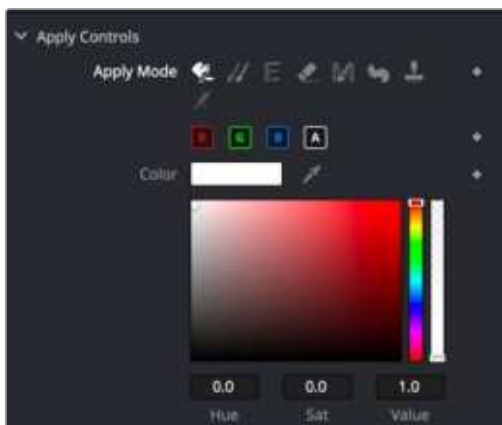 Apply Controls
Apply Mode
R G B A
Color
0.0 0.0 1.0
Hue Sat Value